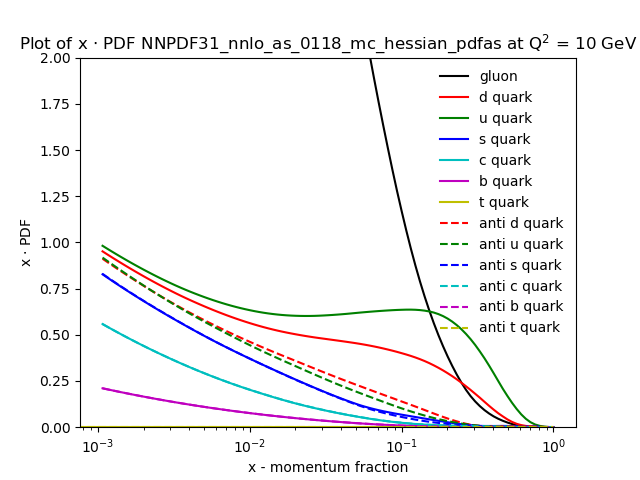 Plot of x · PDF NNPDF31_nnlo_as_0118_mc_hessian_pdfas at Q² = 10 GeV
2.00
1.75
1.50
1.25
1.00
0.75
0.50
0.25
0.00
x · PDF
gluon
d quark
u quark
s quark
c quark
b quark
t quark
anti d quark
anti u quark
anti s quark
anti c quark
anti b quark
anti t quark
10⁻³ 10⁻² 10⁻¹ 10⁰
x - momentum fraction